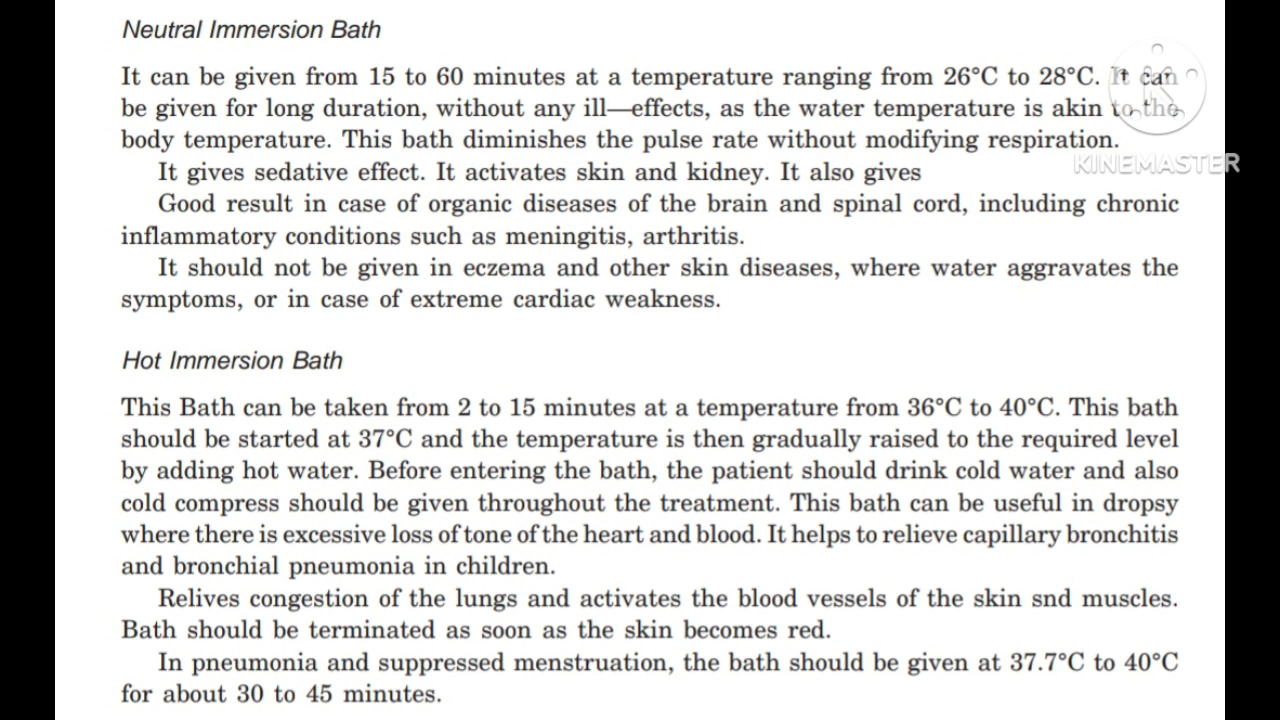 Neutral Immersion Bath
It can be given from 15 to 60 minutes at a temperature ranging from 26°C to 28°C. It can
be given for long duration, without any ill—effects, as the water temperature is akin to the
body temperature. This bath diminishes the pulse rate without modifying respiration.
KINEMASTER
It gives sedative effect. It activates skin and kidney. It also gives
Good result in case of organic diseases of the brain and spinal cord, including chronic
inflammatory conditions such as meningitis, arthritis.
It should not be given in eczema and other skin diseases, where water aggravates the
symptoms, or in case of extreme cardiac weakness.
Hot Immersion Bath
This Bath can be taken from 2 to 15 minutes at a temperature from 36°C to 40°C. This bath
should be started at 37°C and the temperature is then gradually raised to the required level
by adding hot water. Before entering the bath, the patient should drink cold water and also
cold compress should be given throughout the treatment. This bath can be useful in dropsy
where there is excessive loss of tone of the heart and blood. It helps to relieve capillary bronchitis
and bronchial pneumonia in children.
Relives congestion of the lungs and activates the blood vessels of the skin snd muscles.
Bath should be terminated as soon as the skin becomes red.
In pneumonia and suppressed menstruation, the bath should be given at 37.7°C to 40°C
for about 30 to 45 minutes.